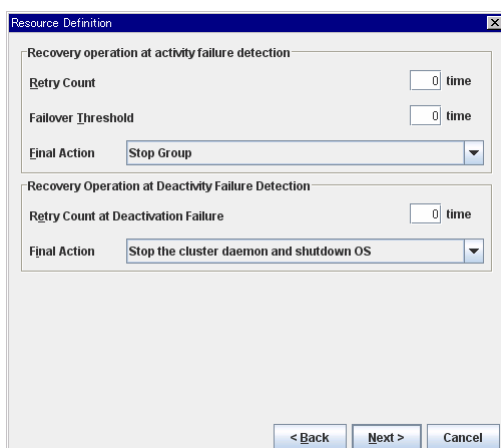 Resource Definition
Recovery operation at activity failure detection
Retry Count 0 time
Failover Threshold 0 time
Final Action Stop Group
Recovery Operation at Deactivity Failure Detection
Retry Count at Deactivation Failure 0 time
Final Action Stop the cluster daemon and shutdown OS
< Back Next > Cancel